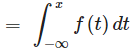 = ∫_{-∞}^{x} f(t) dt